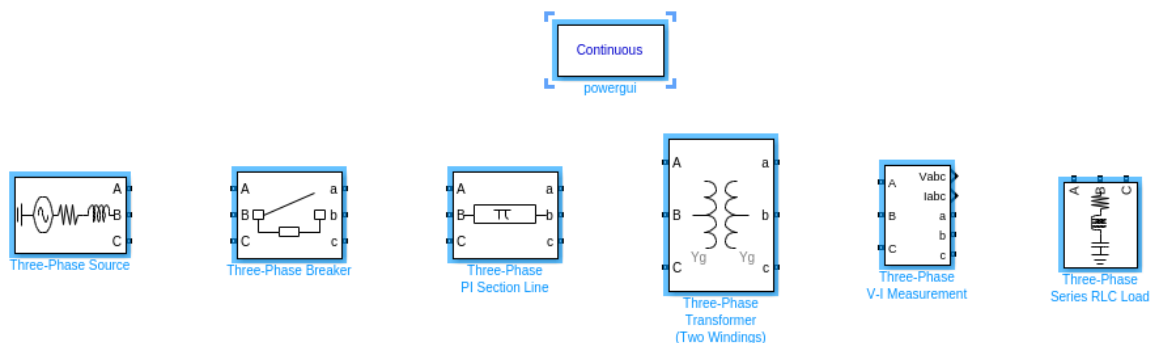 Continuous
powergui
A
B
C
Three-Phase Source
A a
B b
C c
Three-Phase Breaker
A a
B b
C c
Three-Phase
PI Section Line
A a
B b
C c
Yg Yg
Three-Phase
Transformer
(Two Windings)
Vabc
A
Iabc
B a
b
C c
Three-Phase
V-I Measurement
A B C
Three-Phase
Series RLC Load